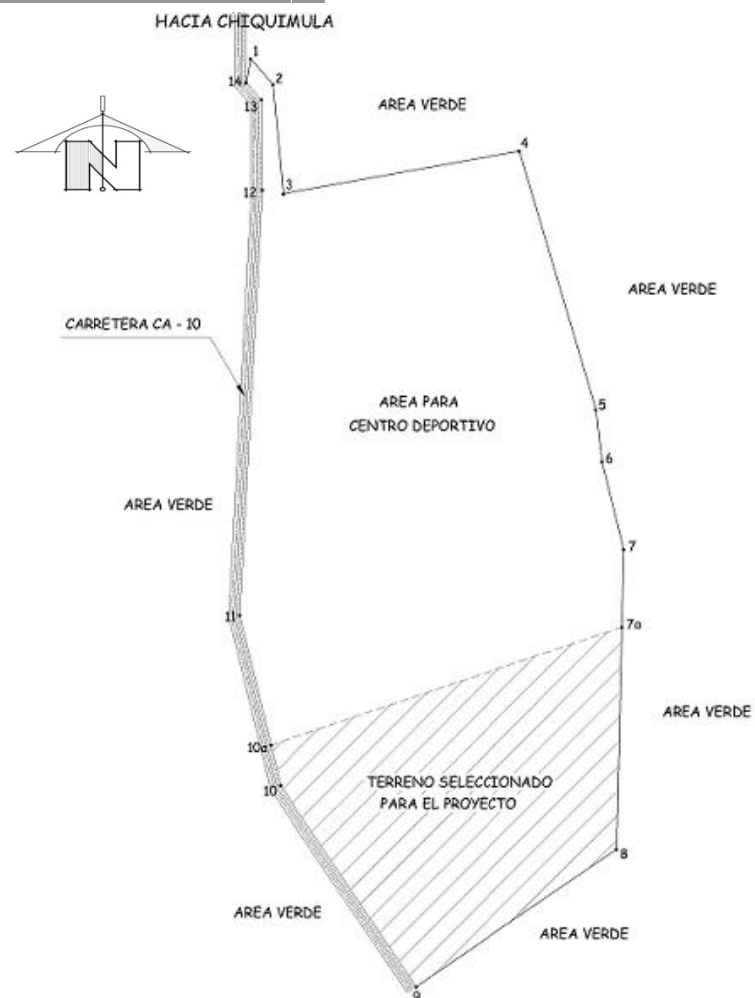 HACIA CHIQUIMULA
1
14
2
13
AREA VERDE
4
N
12
3
AREA VERDE
CARRETERA CA - 10
AREA PARA
CENTRO DEPORTIVO
5
6
AREA VERDE
7
11
7a
AREA VERDE
10a
10
TERRENO SELECCIONADO
PARA EL PROYECTO
8
AREA VERDE
AREA VERDE
9